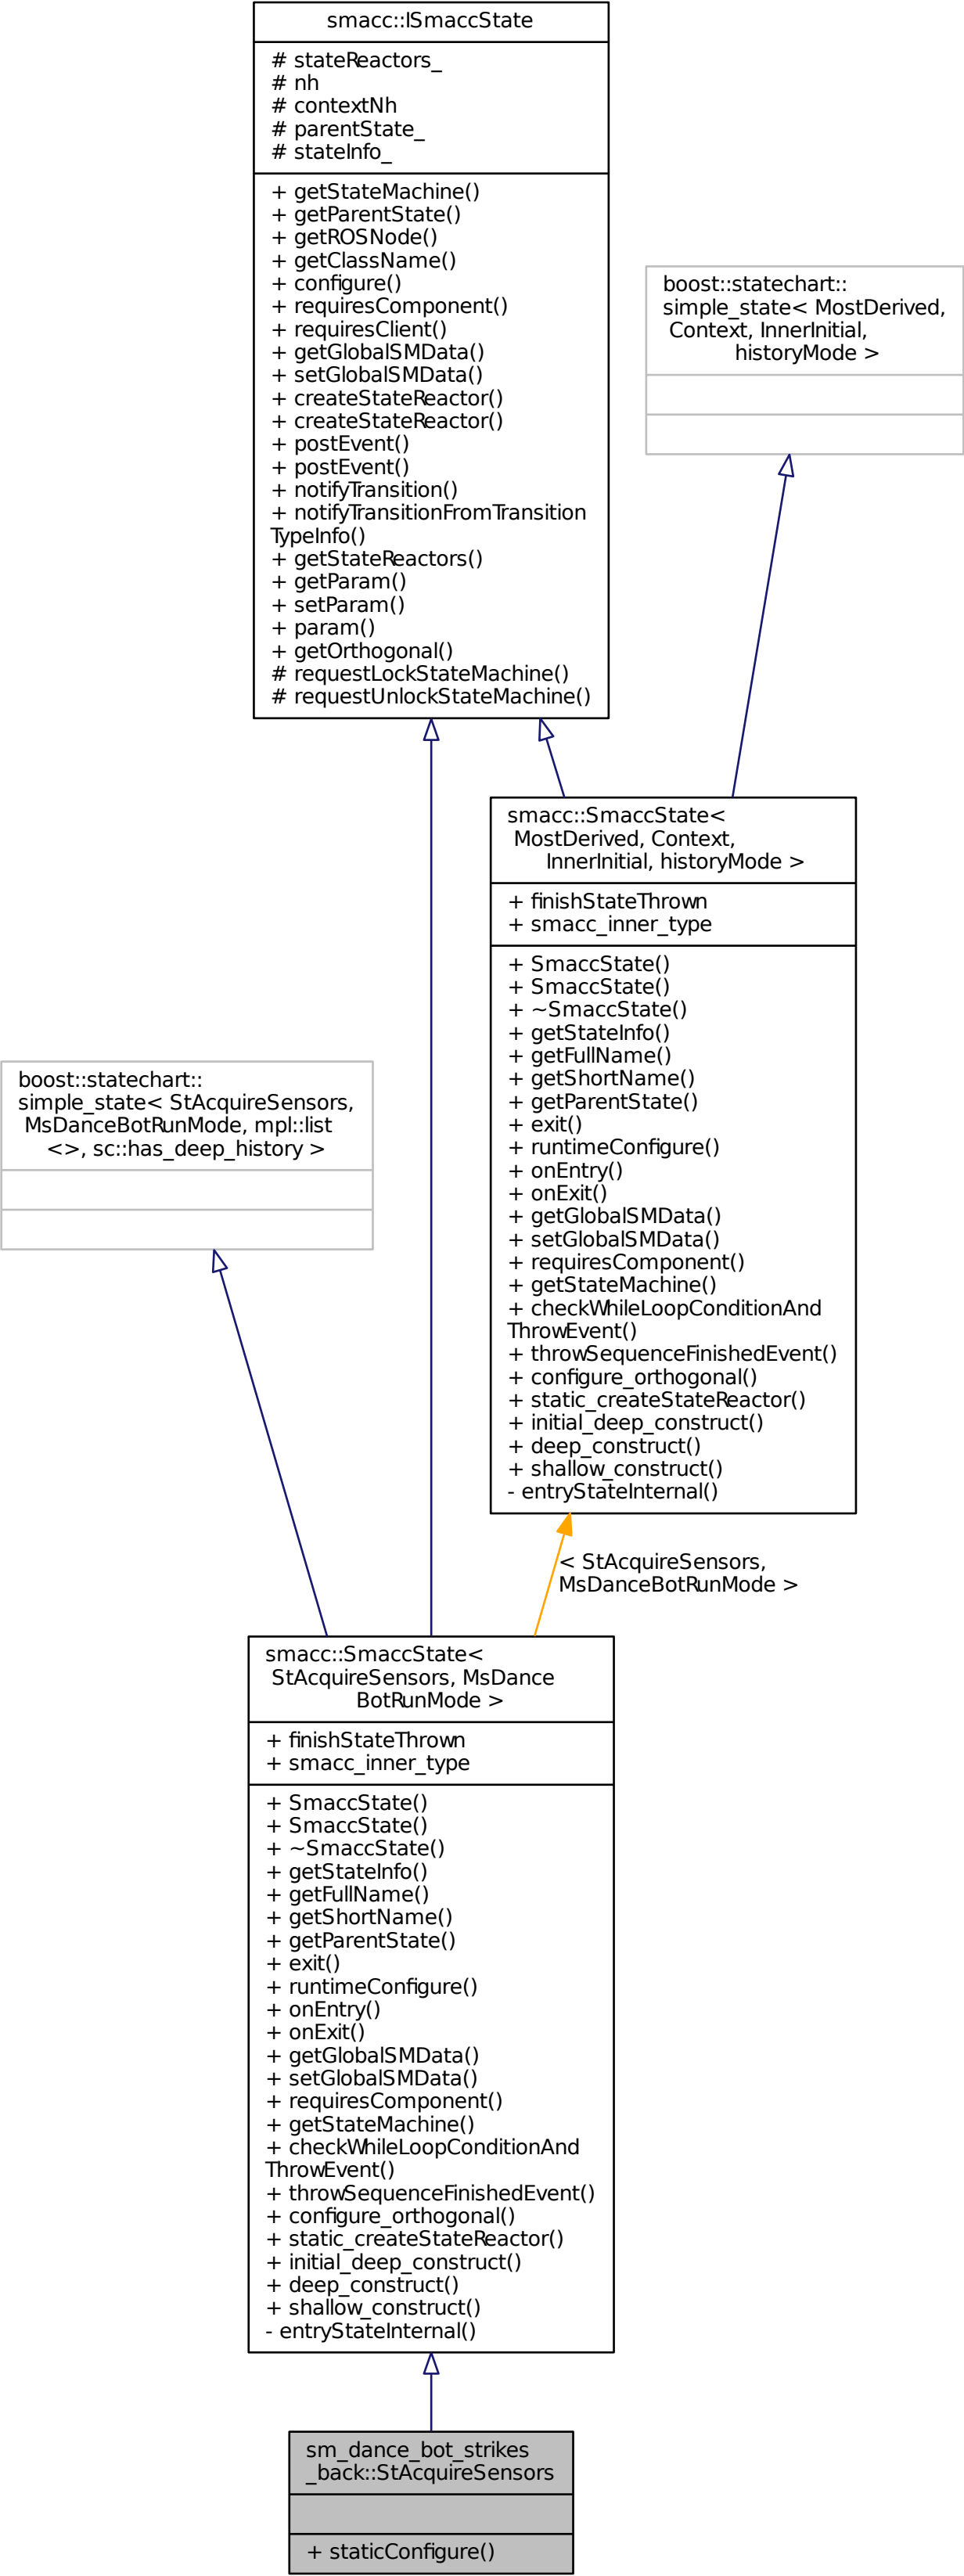 smacc::ISmaccState
# stateReactors_
# nh
# contextNh
# parentState_
# stateInfo_
+ getStateMachine()
+ getParentState()
+ getROSNode()
+ getClassName()
+ configure()
+ requiresComponent()
+ requiresClient()
+ getGlobalSMData()
+ setGlobalSMData()
+ createStateReactor()
+ createStateReactor()
+ postEvent()
+ postEvent()
+ notifyTransition()
+ notifyTransitionFromTransition
TypeInfo()
+ getStateReactors()
+ getParam()
+ setParam()
+ param()
+ getOrthogonal()
# requestLockStateMachine()
# requestUnlockStateMachine()
boost::statechart::
simple_state< MostDerived,
Context, InnerInitial,
historyMode >
smacc::SmaccState<
MostDerived, Context,
InnerInitial, historyMode >
+ finishStateThrown
+ smacc_inner_type
+ SmaccState()
+ SmaccState()
+ ~SmaccState()
+ getStateInfo()
+ getFullName()
+ getShortName()
+ getParentState()
+ exit()
+ runtimeConfigure()
+ onEntry()
+ onExit()
+ getGlobalSMData()
+ setGlobalSMData()
+ requiresComponent()
+ getStateMachine()
+ checkWhileLoopConditionAnd
ThrowEvent()
+ throwSequenceFinishedEvent()
+ configure_orthogonal()
+ static_createStateReactor()
+ initial_deep_construct()
+ deep_construct()
+ shallow_construct()
- entryStateInternal()
boost::statechart::
simple_state< StAcquireSensors,
MsDanceBotRunMode, mpl::list
<>, sc::has_deep_history >
< StAcquireSensors,
MsDanceBotRunMode >
smacc::SmaccState<
StAcquireSensors, MsDance
BotRunMode >
+ finishStateThrown
+ smacc_inner_type
+ SmaccState()
+ SmaccState()
+ ~SmaccState()
+ getStateInfo()
+ getFullName()
+ getShortName()
+ getParentState()
+ exit()
+ runtimeConfigure()
+ onEntry()
+ onExit()
+ getGlobalSMData()
+ setGlobalSMData()
+ requiresComponent()
+ getStateMachine()
+ checkWhileLoopConditionAnd
ThrowEvent()
+ throwSequenceFinishedEvent()
+ configure_orthogonal()
+ static_createStateReactor()
+ initial_deep_construct()
+ deep_construct()
+ shallow_construct()
- entryStateInternal()
sm_dance_bot_strikes
_back::StAcquireSensors
+ staticConfigure()